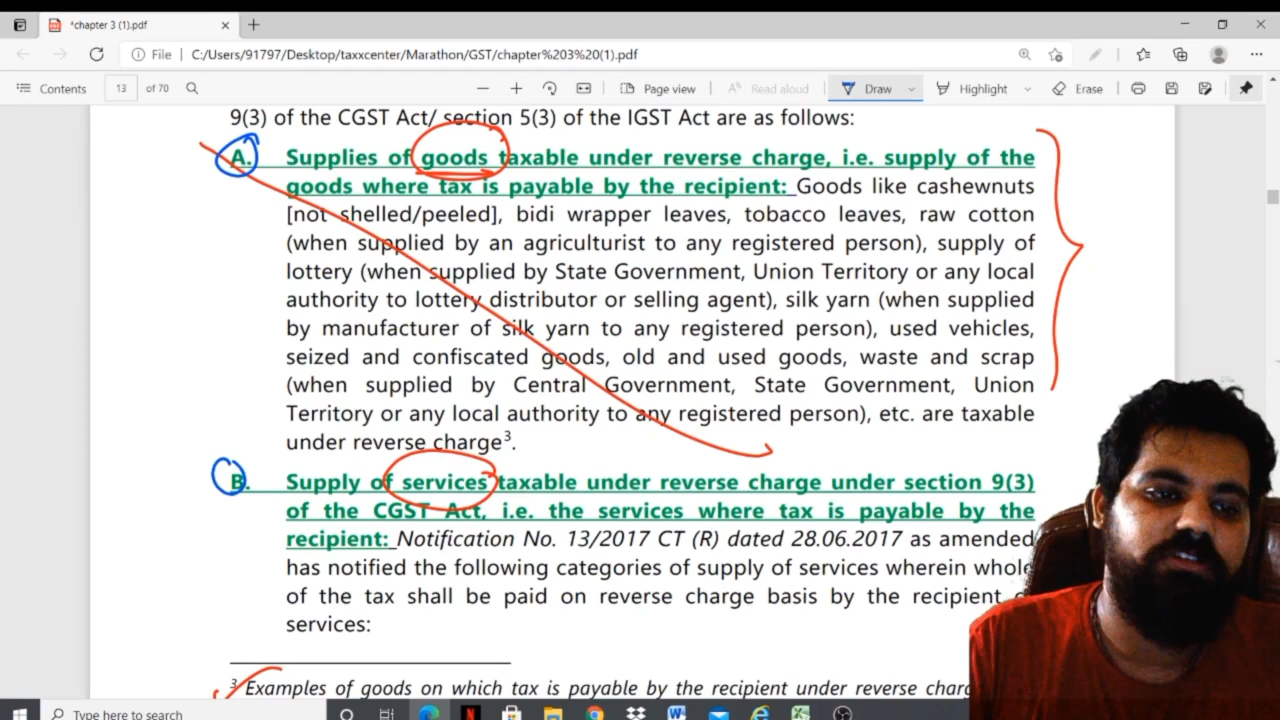 *chapter 3 (1).pdf
File
C:/Users/91797/Desktop/taxxcenter/Marathon/GST/chapter%203%20(1).pdf
Contents
13
of 70
Page view
Read aloud
Draw
Highlight
Erase
9(3) of the CGST Act/ section 5(3) of the IGST Act are as follows:
A. Supplies of goods taxable under reverse charge, i.e. supply of the
goods where tax is payable by the recipient: Goods like cashewnuts
[not shelled/peeled], bidi wrapper leaves, tobacco leaves, raw cotton
(when supplied by an agriculturist to any registered person), supply of
lottery (when supplied by State Government, Union Territory or any local
authority to lottery distributor or selling agent), silk yarn (when supplied
by manufacturer of silk yarn to any registered person), used vehicles,
seized and confiscated goods, old and used goods, waste and scrap
(when supplied by Central Government, State Government, Union
Territory or any local authority to any registered person), etc. are taxable
under reverse charge3.
B. Supply of services taxable under reverse charge under section 9(3)
of the CGST Act, i.e. the services where tax is payable by the
recipient: Notification No. 13/2017 CT (R) dated 28.06.2017 as amended
has notified the following categories of supply of services wherein whole
of the tax shall be paid on reverse charge basis by the recipient
services:
3 Examples of goods on which tax is payable by the recipient under reverse
Type here to search